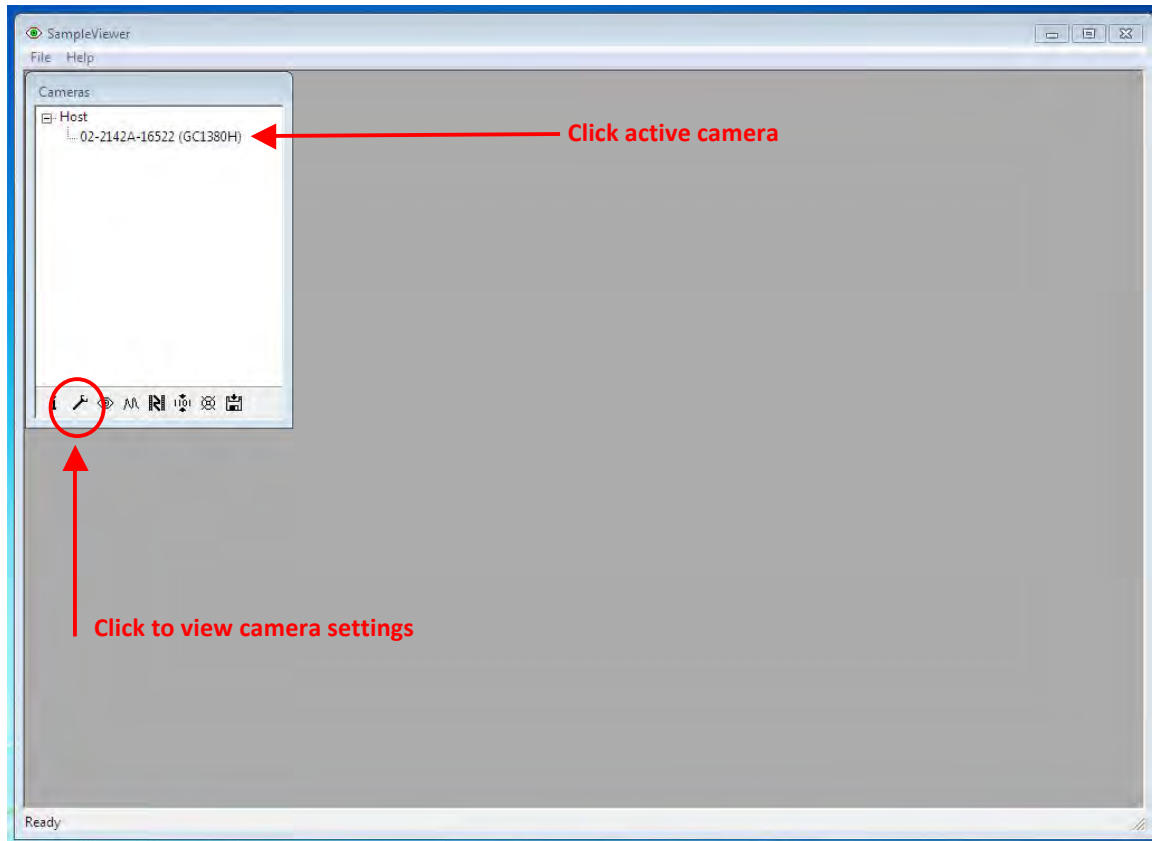 SampleViewer
File Help
Cameras
Host
02-2142A-16522 (GC1380H)
Click active camera
Click to view camera settings
Ready